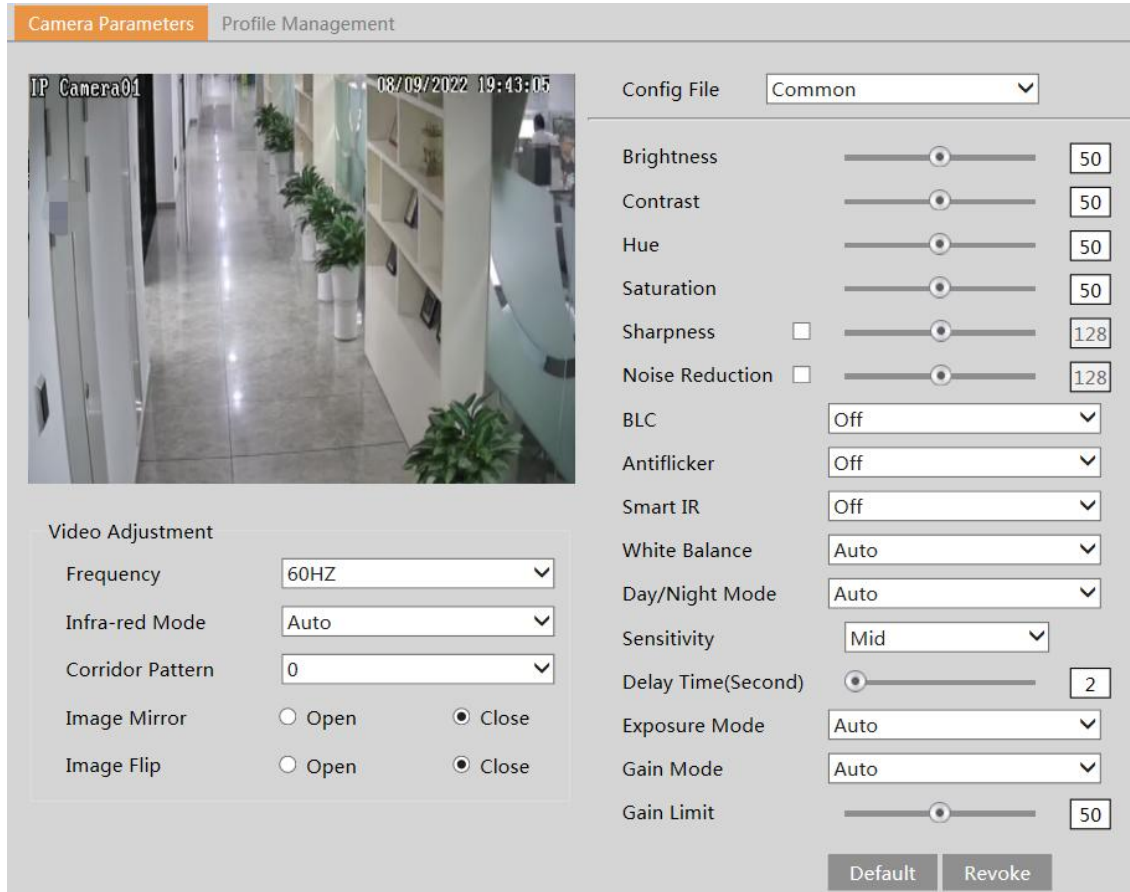 Camera Parameters Profile Management
IP Camera01 08/09/2022 19:43:05
Video Adjustment
Frequency 60HZ
Infra-red Mode Auto
Corridor Pattern 0
Image Mirror Open Close
Image Flip Open Close
Config File Common
Brightness 50
Contrast 50
Hue 50
Saturation 50
Sharpness 128
Noise Reduction 128
BLC Off
Antiflicker Off
Smart IR Off
White Balance Auto
Day/Night Mode Auto
Sensitivity Mid
Delay Time(Second) 2
Exposure Mode Auto
Gain Mode Auto
Gain Limit 50
Default Revoke